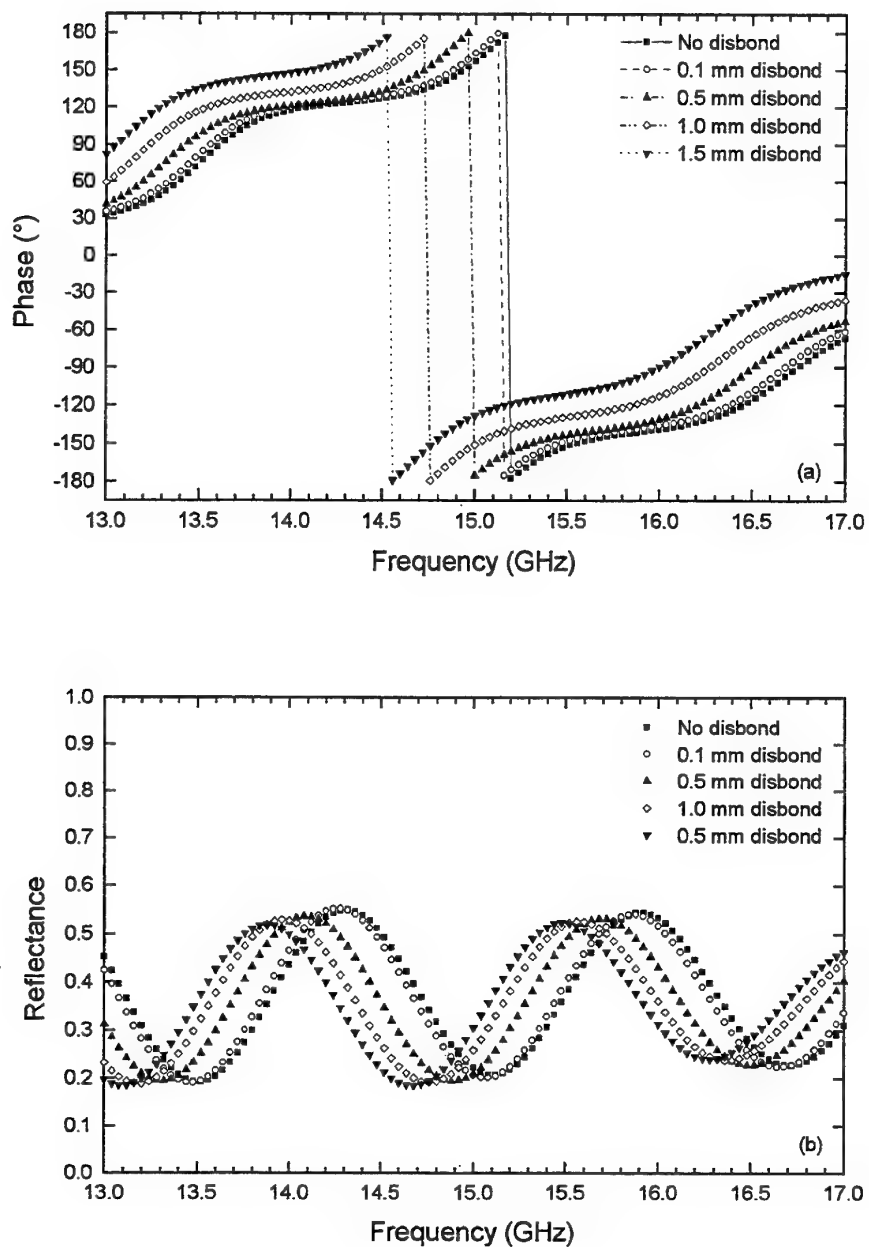 180
150
120
90
60
30
0
-30
-60
-90
-120
-150
-180
Phase (°)
No disbond
0.1 mm disbond
0.5 mm disbond
1.0 mm disbond
1.5 mm disbond
(a)
13.0 13.5 14.0 14.5 15.0 15.5 16.0 16.5 17.0
Frequency (GHz)
1.0
0.9
0.8
0.7
0.6
0.5
0.4
0.3
0.2
0.1
0.0
Reflectance
No disbond
0.1 mm disbond
0.5 mm disbond
1.0 mm disbond
0.5 mm disbond
(b)
13.0 13.5 14.0 14.5 15.0 15.5 16.0 16.5 17.0
Frequency (GHz)